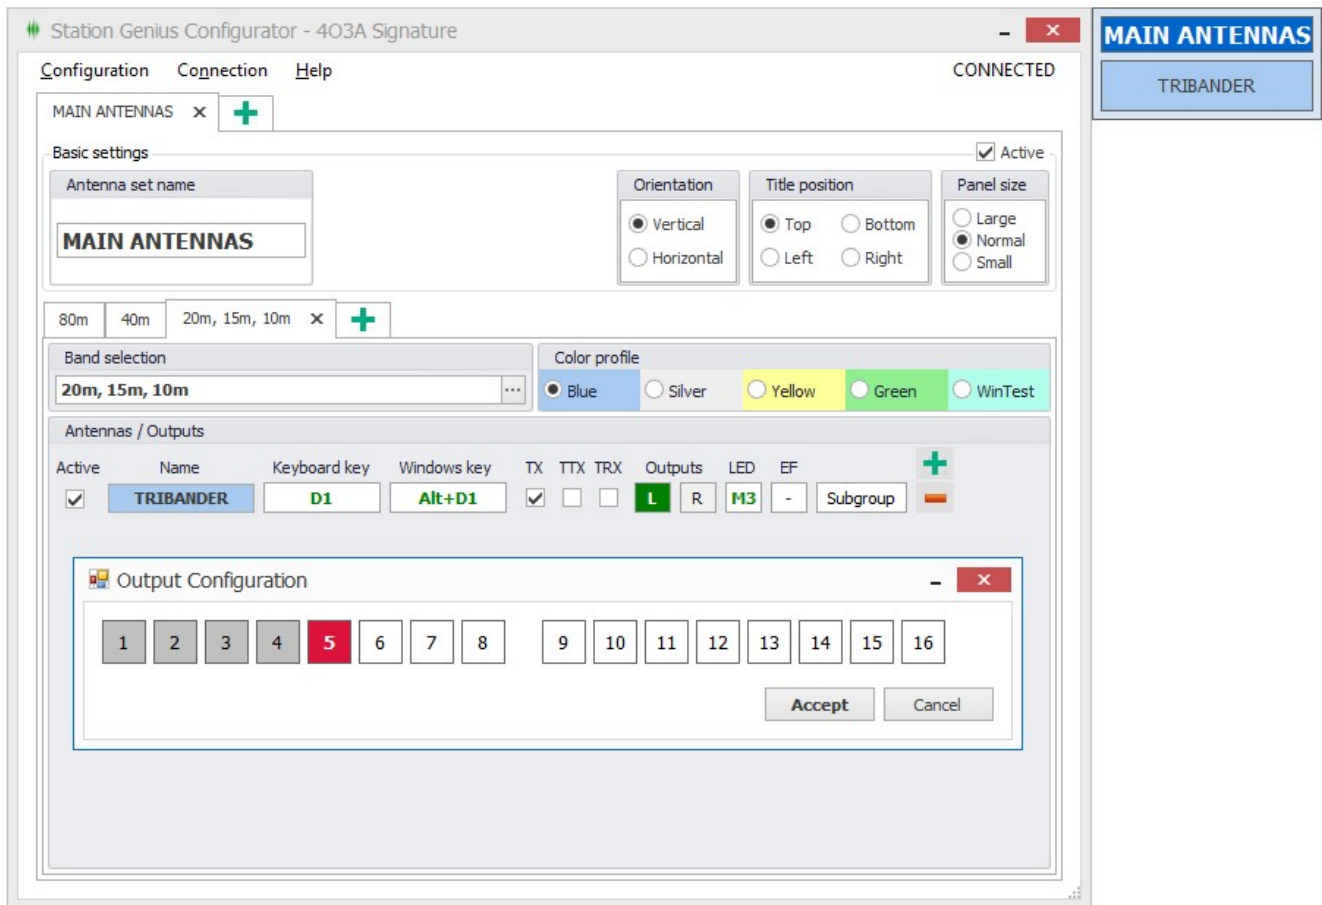 Station Genius Configurator - 4O3A Signature
Configuration Connection Help CONNECTED
MAIN ANTENNAS
Basic settings Active
Antenna set name
MAIN ANTENNAS
Orientation
Vertical
Horizontal
Title position
Top Bottom
Left Right
Panel size
Large
Normal
Small
80m 40m 20m, 15m, 10m
Band selection
20m, 15m, 10m ...
Color profile
Blue Silver Yellow Green WinTest
Antennas / Outputs
Active Name Keyboard key Windows key TX TTX TRX Outputs LED EF
TRIBANDER D1 Alt+D1 L R M3 - Subgroup
Output Configuration
1 2 3 4 5 6 7 8 9 10 11 12 13 14 15 16
Accept Cancel
MAIN ANTENNAS
TRIBANDER